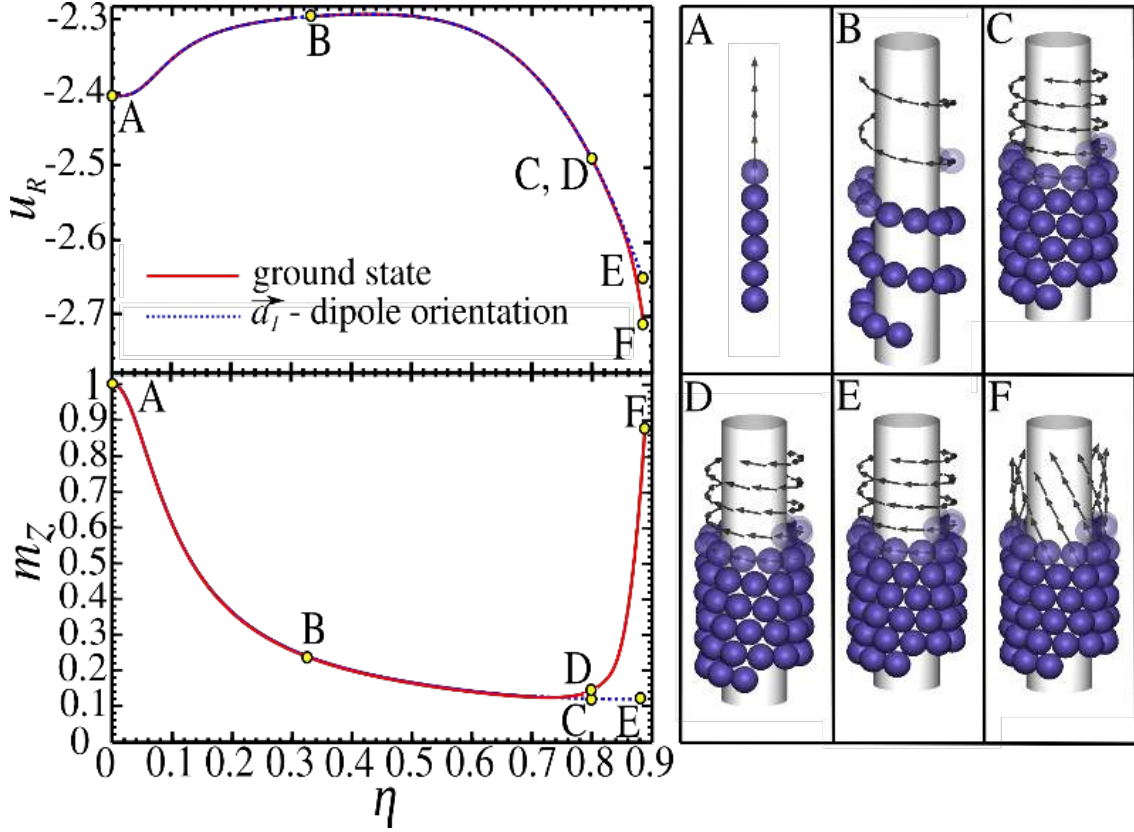 -2.3
-2.4
-2.5
-2.6
-2.7
u_R
A
B
C, D
E
F
ground state
\vec{d_1} - dipole orientation
1
0.9
0.8
0.7
0.6
0.5
0.4
0.3
0.2
0.1
0
m_Z
A
B
D
C
E
F
0 0.1 0.2 0.3 0.4 0.5 0.6 0.7 0.8 0.9
η
A B C
D E F